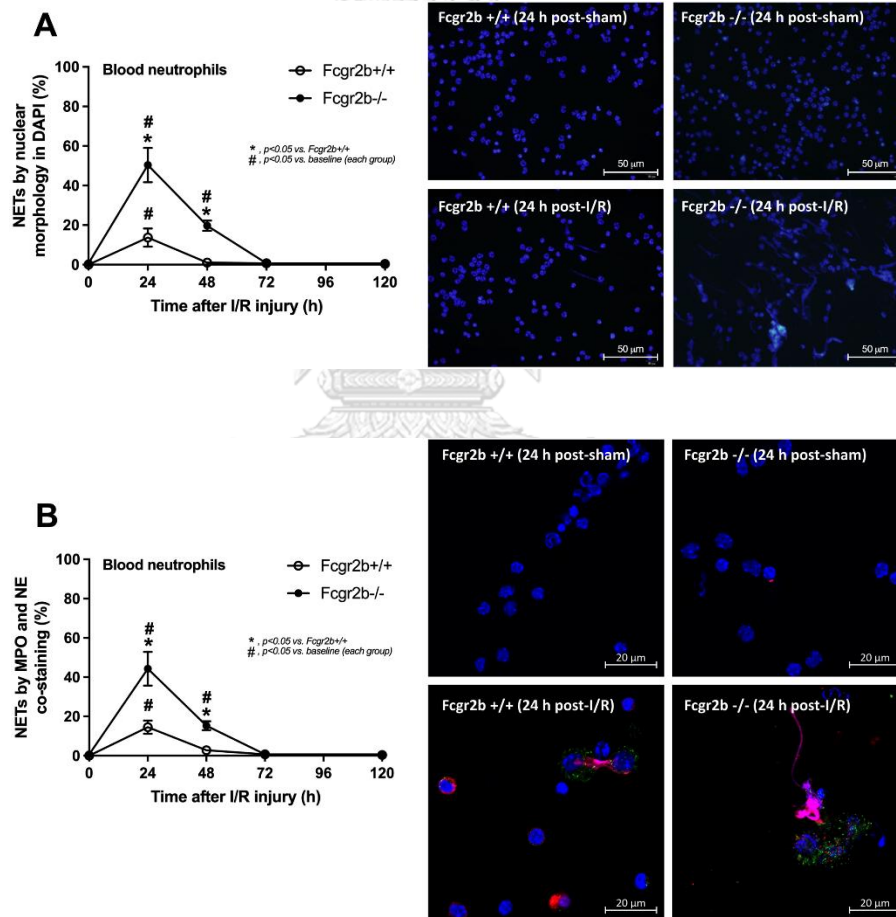 A
Blood neutrophils
Fcgr2b+/+
Fcgr2b-/-
*, p<0.05 vs. Fcgr2b+/+
#, p<0.05 vs. baseline (each group)
NETs by nuclear
morphology in DAPI (%)
100
80
60
40
20
0
#
*
#
#
*
0 24 48 72 96 120
Time after I/R injury (h)
Fcgr2b +/+ (24 h post-sham)
50 µm
Fcgr2b -/- (24 h post-sham)
50 µm
Fcgr2b +/+ (24 h post-I/R)
50 µm
Fcgr2b -/- (24 h post-I/R)
50 µm
B
Blood neutrophils
Fcgr2b+/+
Fcgr2b-/-
*, p<0.05 vs. Fcgr2b+/+
#, p<0.05 vs. baseline (each group)
NETs by MPO and NE
co-staining (%)
100
80
60
40
20
0
#
*
#
#
*
0 24 48 72 96 120
Time after I/R injury (h)
Fcgr2b +/+ (24 h post-sham)
20 µm
Fcgr2b -/- (24 h post-sham)
20 µm
Fcgr2b +/+ (24 h post-I/R)
20 µm
Fcgr2b -/- (24 h post-I/R)
20 µm